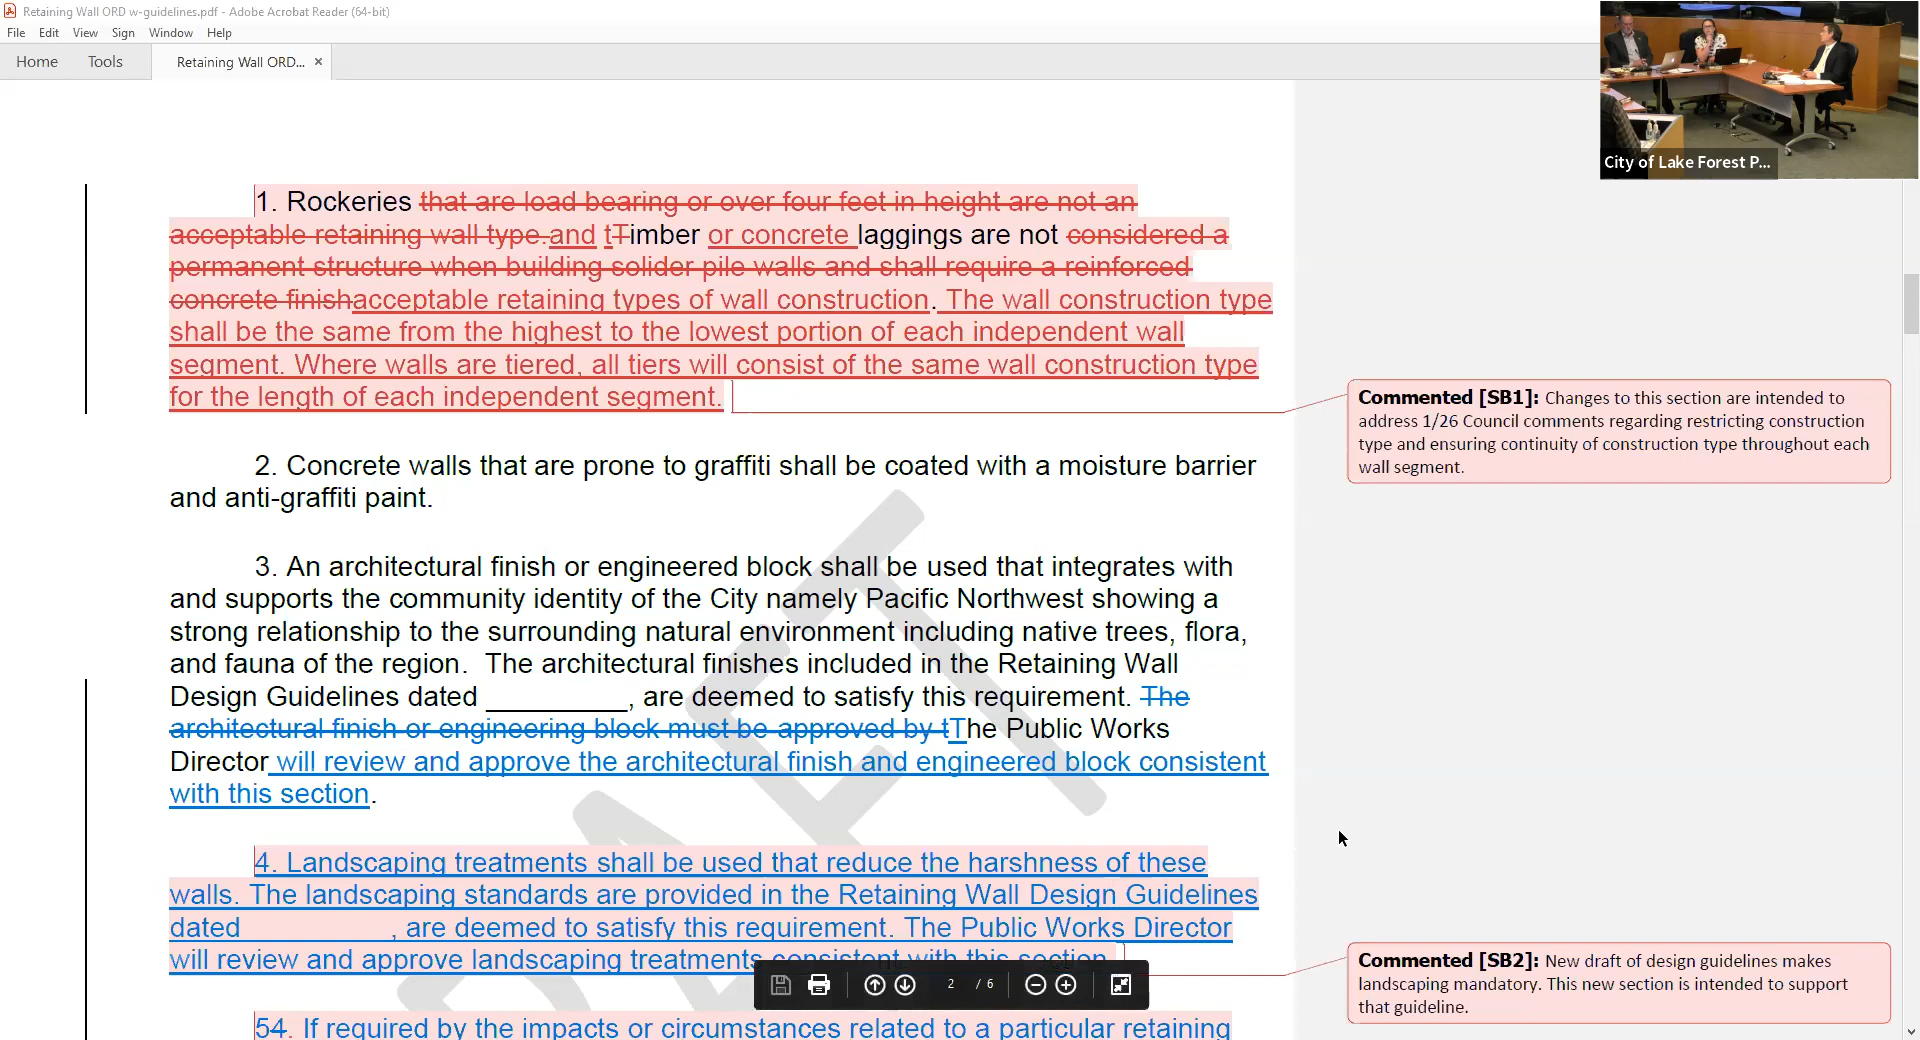 Retaining Wall ORD w-guidelines.pdf - Adobe Acrobat Reader (64-bit)
File Edit View Sign Window Help
Home Tools Retaining Wall ORD... ×
City of Lake Forest P...
1. Rockeries that are load bearing or over four feet in height are not an
acceptable retaining wall type.and tTimber or concrete laggings are not considered a
permanent structure when building solider pile walls and shall require a reinforced
concrete finishacceptable retaining types of wall construction. The wall construction type
shall be the same from the highest to the lowest portion of each independent wall
segment. Where walls are tiered, all tiers will consist of the same wall construction type
for the length of each independent segment.
Commented [SB1]: Changes to this section are intended to
address 1/26 Council comments regarding restricting construction
type and ensuring continuity of construction type throughout each
wall segment.
2. Concrete walls that are prone to graffiti shall be coated with a moisture barrier
and anti-graffiti paint.
3. An architectural finish or engineered block shall be used that integrates with
and supports the community identity of the City namely Pacific Northwest showing a
strong relationship to the surrounding natural environment including native trees, flora,
and fauna of the region. The architectural finishes included in the Retaining Wall
Design Guidelines dated _________, are deemed to satisfy this requirement. The
architectural finish or engineering block must be approved by tThe Public Works
Director will review and approve the architectural finish and engineered block consistent
with this section.
4. Landscaping treatments shall be used that reduce the harshness of these
walls. The landscaping standards are provided in the Retaining Wall Design Guidelines
dated , are deemed to satisfy this requirement. The Public Works Director
will review and approve landscaping treatments consistent with this section.
Commented [SB2]: New draft of design guidelines makes
landscaping mandatory. This new section is intended to support
that guideline.
2 / 6
54. If required by the impacts or circumstances related to a particular retaining
DRAFT